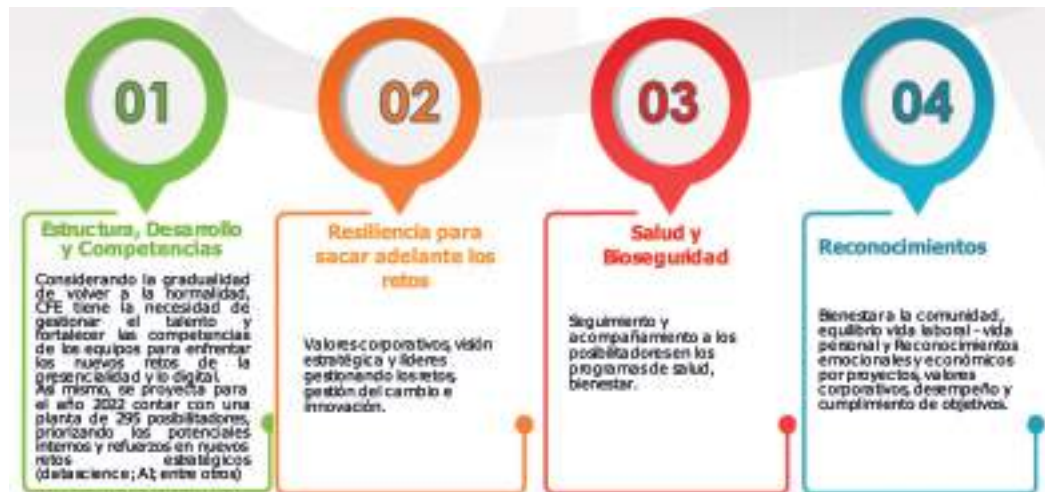 01
Estructura, Desarrollo
y Competencias
Considerando la gradualidad
de volver a la normalidad,
CFE tiene la necesidad de
gestionar el talento y
fortalecer las competencias
de los equipos para enfrentar
los nuevos retos de la
presencialidad y lo digital.
Así mismo, se proyecta para
el año 2022 contar con una
planta de 295 posibilitadores,
priorizando los potenciales
internos y refuerzos en nuevos
retos estratégicos
(datascience; AI; entre otros)
02
Resiliencia para
sacar adelante los
retos
Valores corporativos, visión
estratégica y líderes
gestionando los retos,
gestión del cambio e
innovación.
03
Salud y
Bioseguridad
Seguimiento y
acompañamiento a los
posibilitadores en los
programas de salud,
bienestar.
04
Reconocimientos
Bienestar a la comunidad,
equilibrio vida laboral - vida
personal y Reconocimientos
emocionales y económicos
por proyectos, valores
corporativos, desempeño y
cumplimiento de objetivos.